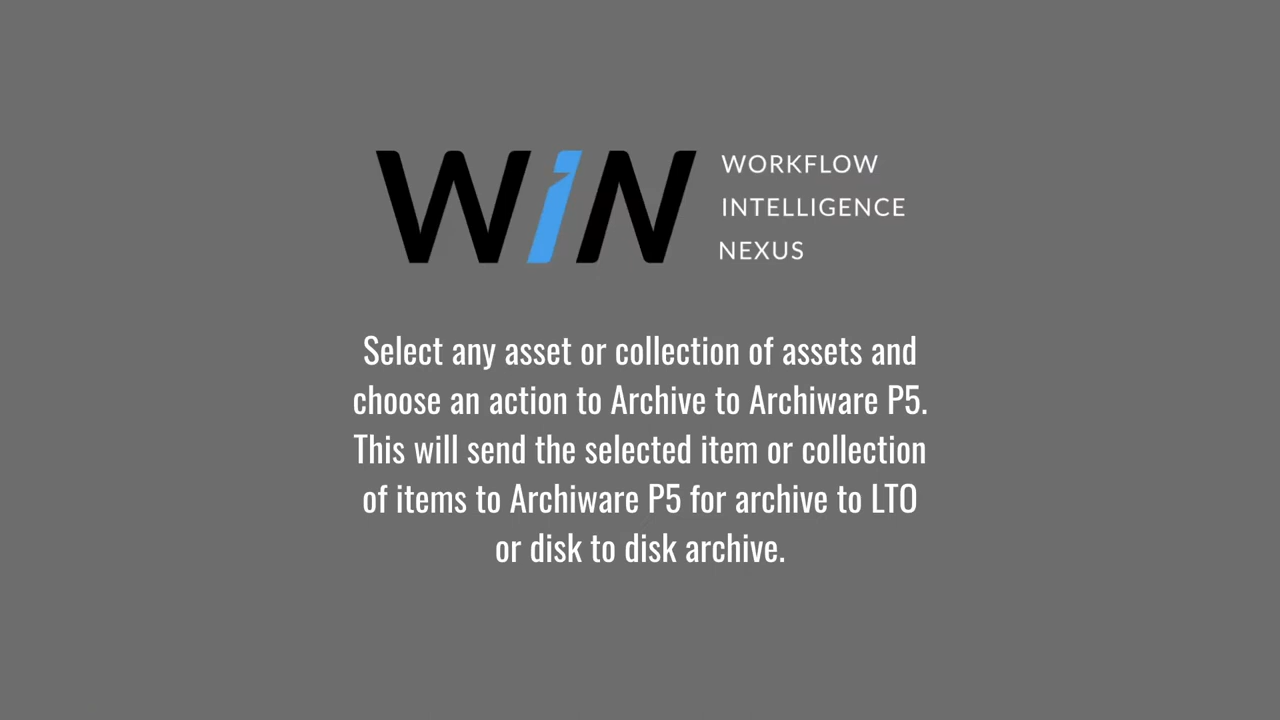 WiN
WORKFLOW
INTELLIGENCE
NEXUS
Select any asset or collection of assets and
choose an action to Archive to Archiware P5.
This will send the selected item or collection
of items to Archiware P5 for archive to LTO
or disk to disk archive.